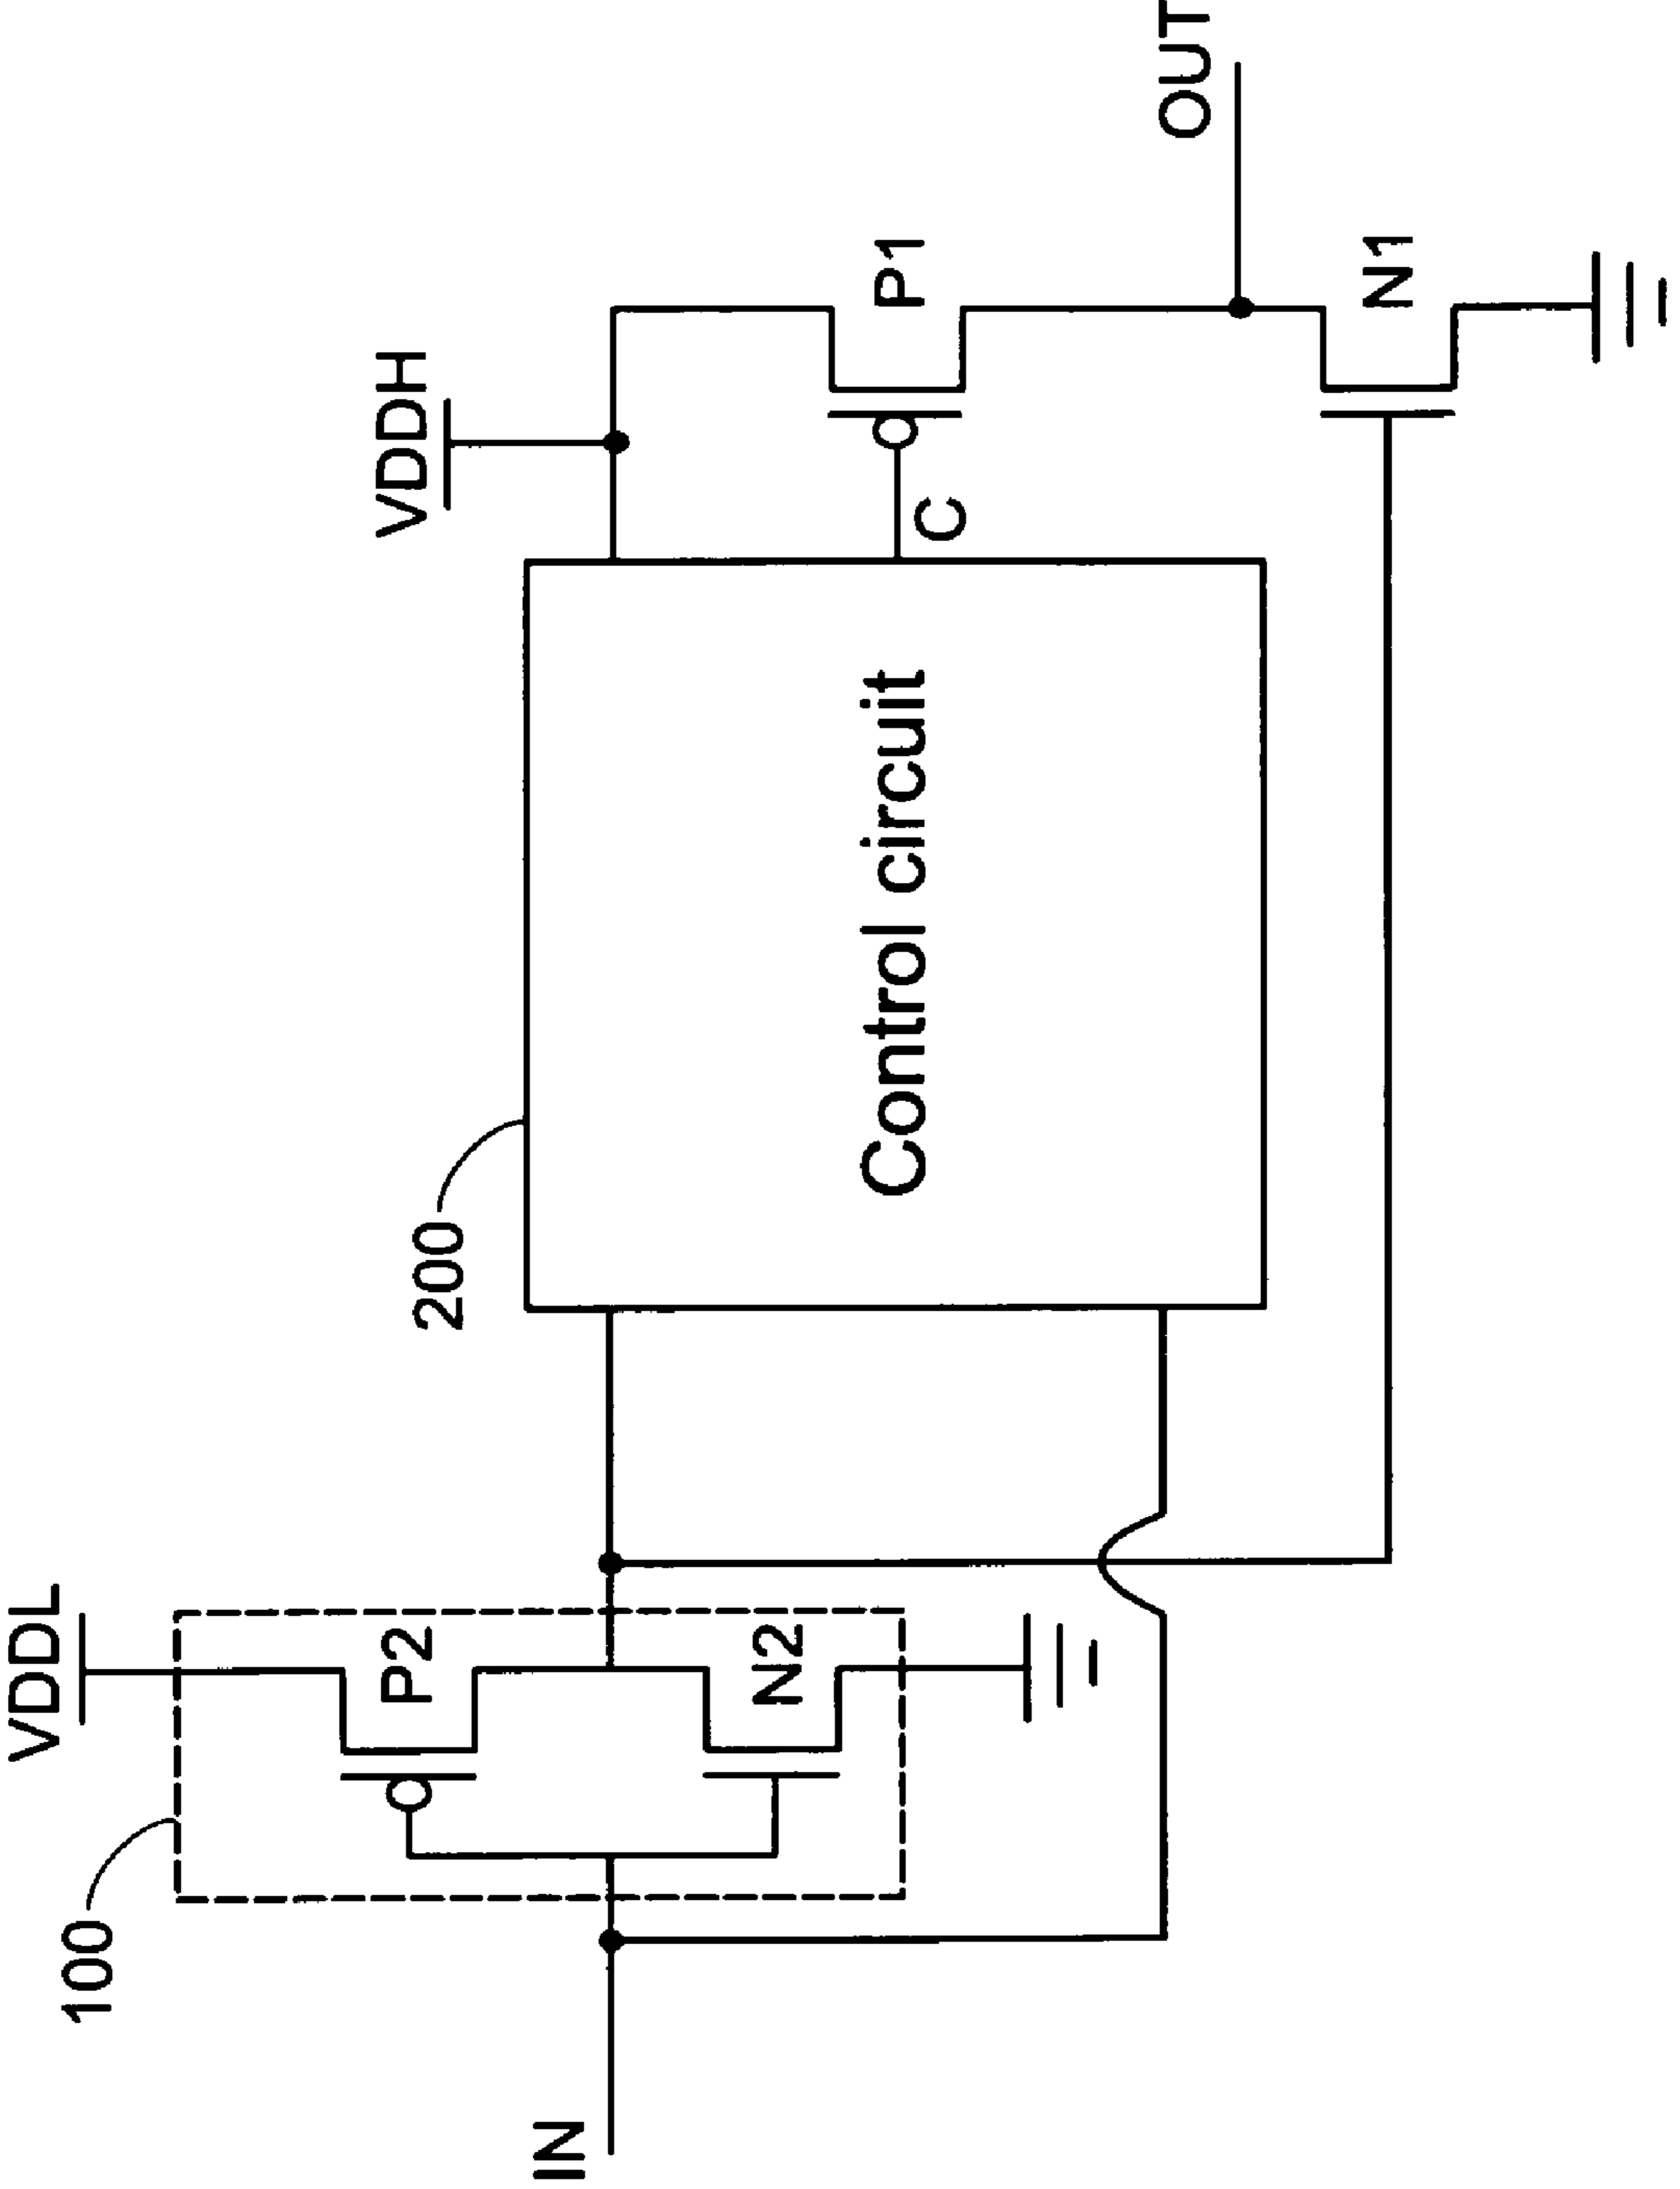 VDDL
VDDH
100
200
P2
IN
N2
Control circuit
C
P1
OUT
N1